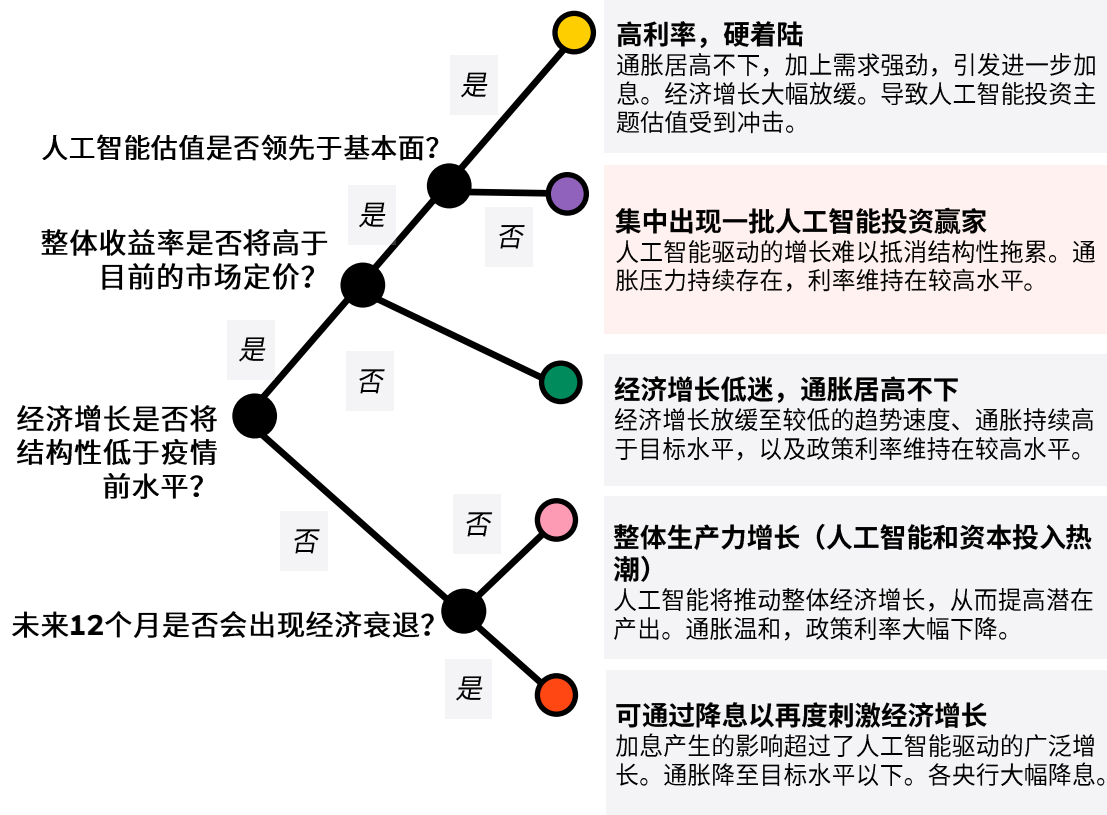 高利率，硬着陆
通胀居高不下，加上需求强劲，引发进一步加
息。经济增长大幅放缓。导致人工智能投资主
题估值受到冲击。
是
人工智能估值是否领先于基本面？
是
否
集中出现一批人工智能投资赢家
人工智能驱动的增长难以抵消结构性拖累。通
胀压力持续存在，利率维持在较高水平。
整体收益率是否将高于
目前的市场定价？
是
否
经济增长低迷，通胀居高不下
经济增长放缓至较低的趋势速度、通胀持续高
于目标水平，以及政策利率维持在较高水平。
经济增长是否将
结构性低于疫情
前水平？
否
否
整体生产力增长（人工智能和资本投入热
潮）
人工智能将推动整体经济增长，从而提高潜在
产出。通胀温和，政策利率大幅下降。
未来12个月是否会出现经济衰退？
是
可通过降息以再度刺激经济增长
加息产生的影响超过了人工智能驱动的广泛增
长。通胀降至目标水平以下。各央行大幅降息。